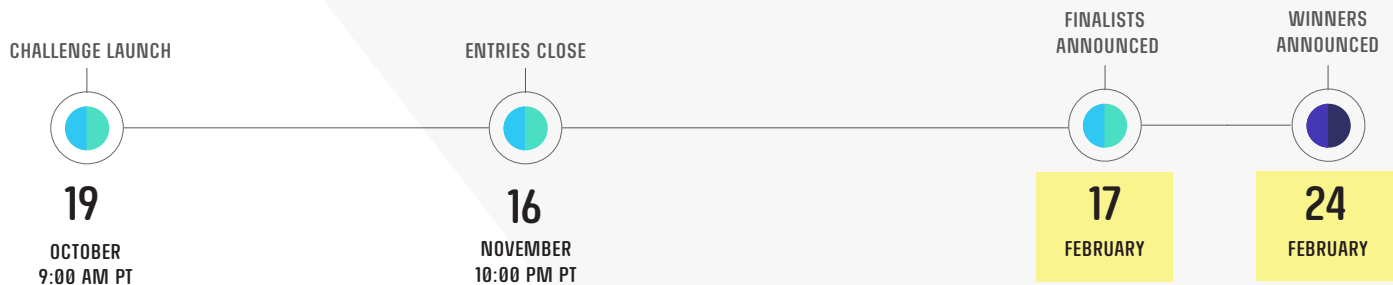 CHALLENGE LAUNCH
19
OCTOBER
9:00 AM PT
ENTRIES CLOSE
16
NOVEMBER
10:00 PM PT
FINALISTS
ANNOUNCED
17
FEBRUARY
WINNERS
ANNOUNCED
24
FEBRUARY